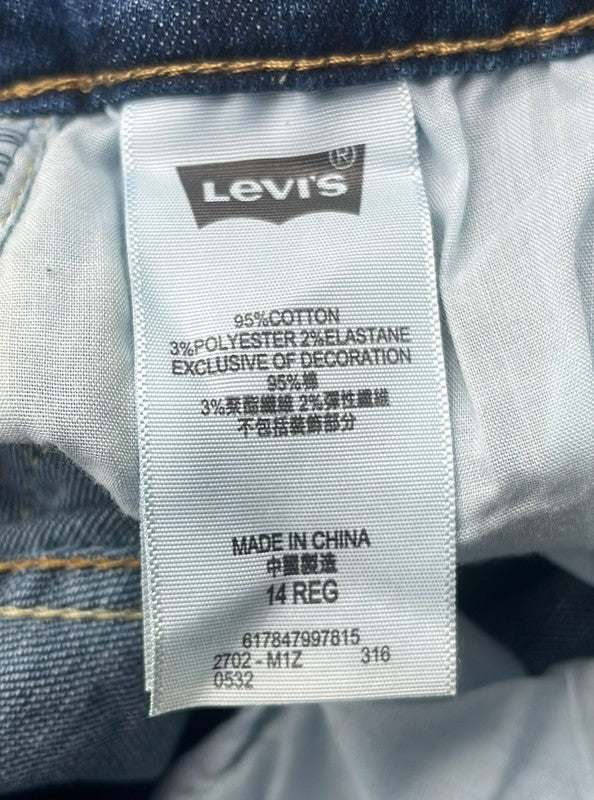 Levi's®
95%COTTON
3%POLYESTER 2%ELASTANE
EXCLUSIVE OF DECORATION
95%棉
3%聚酯纖維 2%彈性纖維
不包括裝飾部分
MADE IN CHINA
中國製造
14 REG
617847997815
2702 - M1Z 316
0532